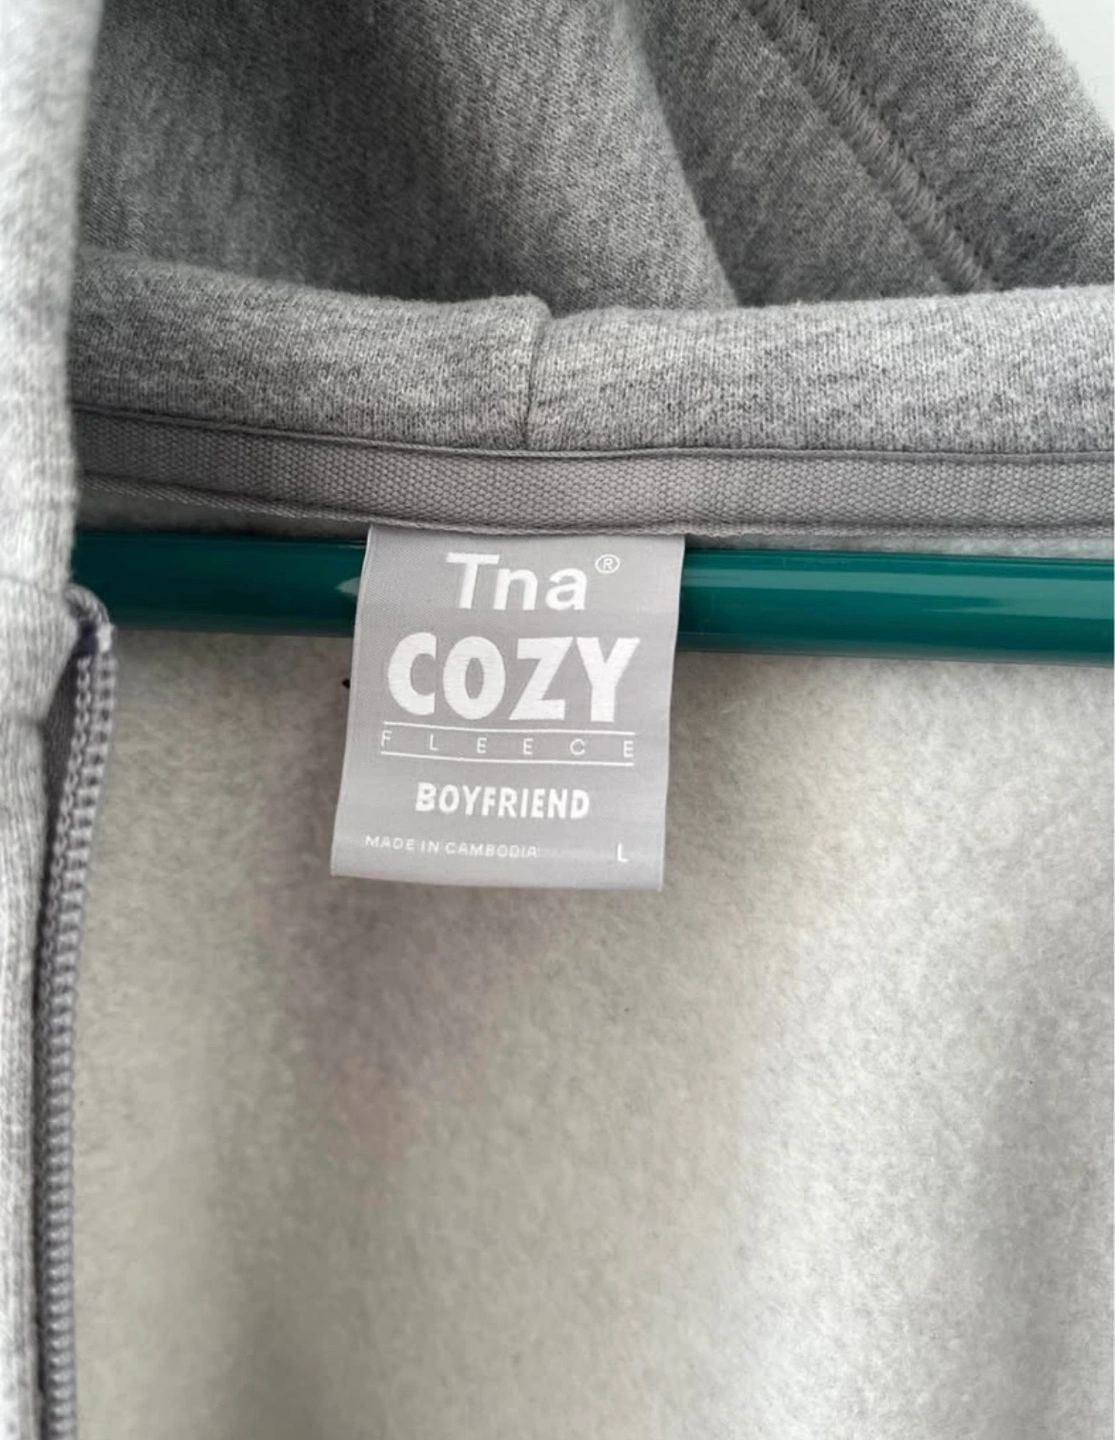 Tna®
COZY
FLEECE
BOYFRIEND
MADE IN CAMBODIA L